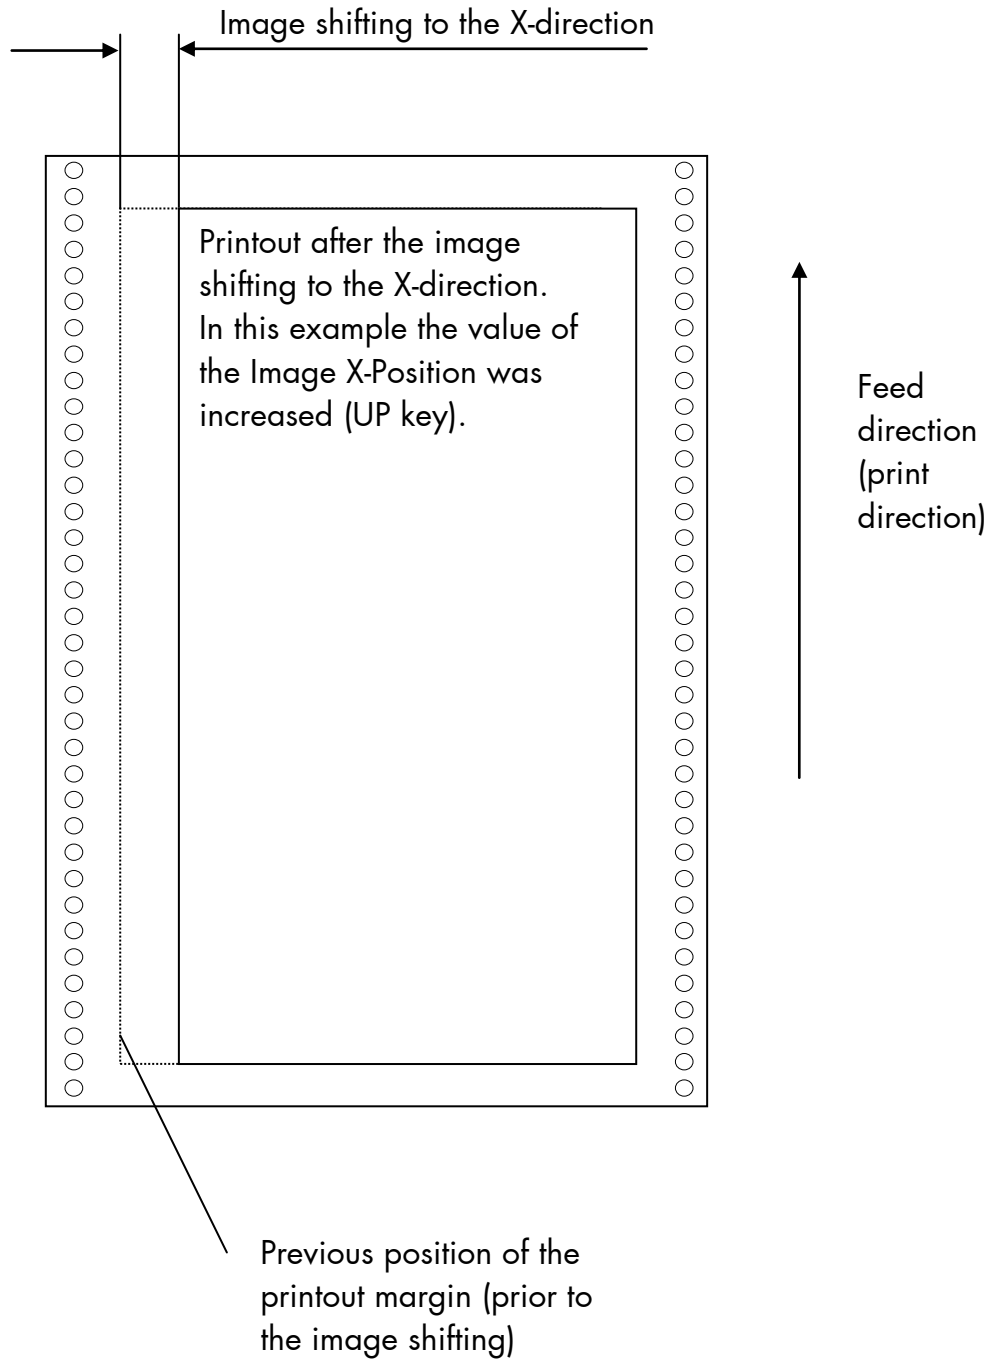 Image shifting to the X-direction
Printout after the image
shifting to the X-direction.
In this example the value of
the Image X-Position was
increased (UP key).
Feed
direction
(print
direction)
Previous position of the
printout margin (prior to
the image shifting)